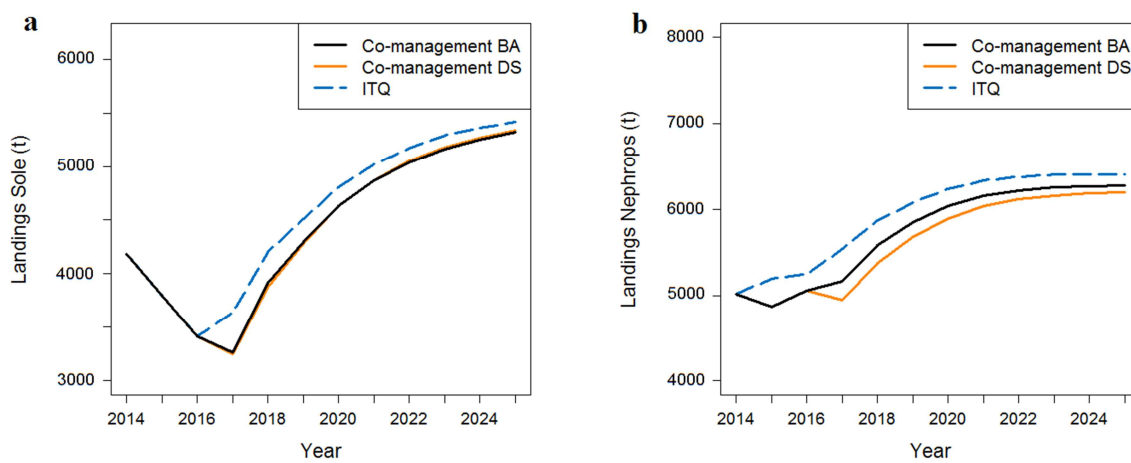 a
Co-management BA
Co-management DS
ITQ
Landings Sole (t)
6000
5000
4000
3000
2014 2016 2018 2020 2022 2024
Year
b
Co-management BA
Co-management DS
ITQ
Landings Nephrops (t)
8000
7000
6000
5000
4000
2014 2016 2018 2020 2022 2024
Year